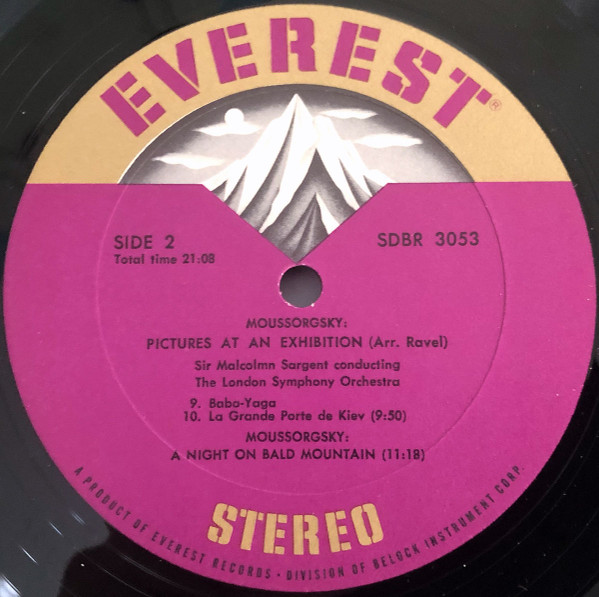 EVEREST®
SIDE 2
SDBR 3053
Total time 21:08
MOUSSORGSKY:
PICTURES AT AN EXHIBITION (Arr. Ravel)
Sir Malcolmn Sargent conducting
The London Symphony Orchestra
9. Baba-Yaga
10. La Grande Porte de Kiev (9:50)
MOUSSORGSKY:
A NIGHT ON BALD MOUNTAIN (11:18)
STEREO
A PRODUCT OF EVEREST RECORDS · DIVISION OF BELOCK INSTRUMENT CORP.